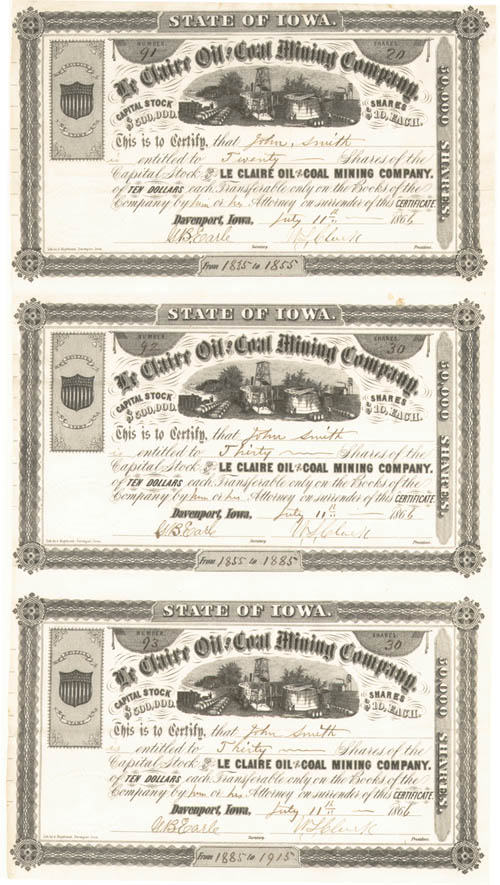 STATE OF IOWA.
NUMBER 91 SHARES 20
Le Claire Oil & Coal Mining Company.
CAPITAL STOCK $500,000. SHARES $10, EACH.
50,000 SHARES.
This is to Certify, that John Smith
is entitled to Twenty Shares of the
Capital Stock of the LE CLAIRE OIL & COAL MINING COMPANY.
of TEN DOLLARS each, Transferable only on the Books of the
Company by him or his Attorney on surrender of this CERTIFICATE
Davenport, Iowa, July 11th 1866
G.B. Earle Secretary W.L. Clark President.
from 1835 to 1855
STATE OF IOWA.
NUMBER 92 SHARES 30
Le Claire Oil & Coal Mining Company.
CAPITAL STOCK $500,000. SHARES $10, EACH.
50,000 SHARES.
This is to Certify, that John Smith
is entitled to Thirty Shares of the
Capital Stock of the LE CLAIRE OIL & COAL MINING COMPANY.
of TEN DOLLARS each, Transferable only on the Books of the
Company by him or his Attorney on surrender of this CERTIFICATE
Davenport, Iowa, July 11th 1866
G.B. Earle Secretary W.L. Clark President.
from 1855 to 1885
STATE OF IOWA.
NUMBER 93 SHARES 30
Le Claire Oil & Coal Mining Company.
CAPITAL STOCK $500,000. SHARES $10, EACH.
50,000 SHARES.
This is to Certify, that John Smith
is entitled to Thirty Shares of the
Capital Stock of the LE CLAIRE OIL & COAL MINING COMPANY.
of TEN DOLLARS each, Transferable only on the Books of the
Company by him or his Attorney on surrender of this CERTIFICATE
Davenport, Iowa, July 11th 1866
G.B. Earle Secretary W.L. Clark President.
from 1885 to 1915